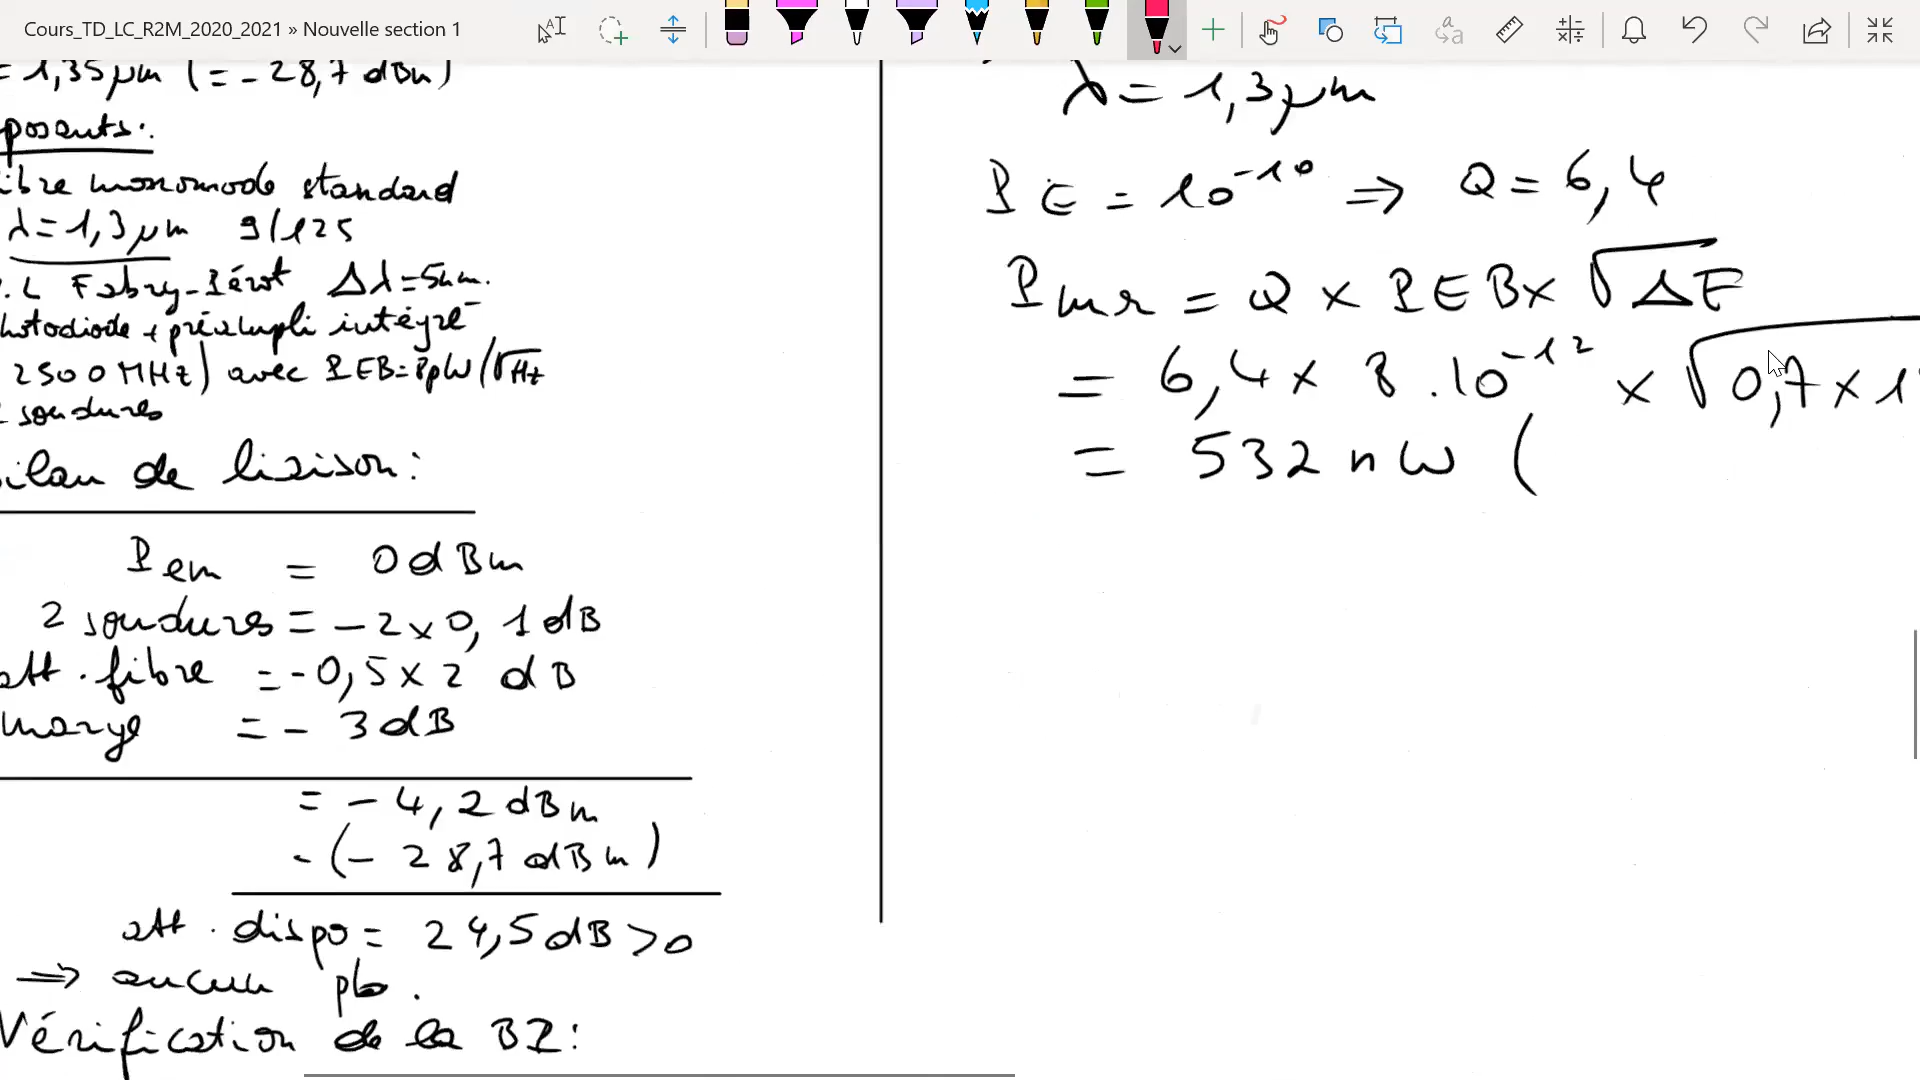 Cours_TD_LC_R2M_2020_2021 » Nouvelle section 1
= 1,35 µm (= - 28,7 dBm)
posants.
ibre monomode standard
λ = 1,3 µm 9/125
.L Fabry-Pérot Δλ = 5nm.
hotodiode + préampli intégré
2500 MHz) avec PEB = 8pW/√Hz
2 soudures
ilan de liaison :
Pem = 0 dBm
2 soudures = - 2 x 0,1 dB
att. fibre = - 0,5 x 2 dB
marge = - 3 dB
= - 4,2 dBm
- (- 28,7 dBm)
att. dispo = 24,5 dB > 0
⇒ aucun pb.
Vérification de la BP :
λ = 1,3 µm
PE = 10⁻¹⁰ ⇒ Q = 6,4
Pmr = Q x PEB x √ΔF
= 6,4 x 8 . 10⁻¹² x √0,7 x 1
= 532 nW (